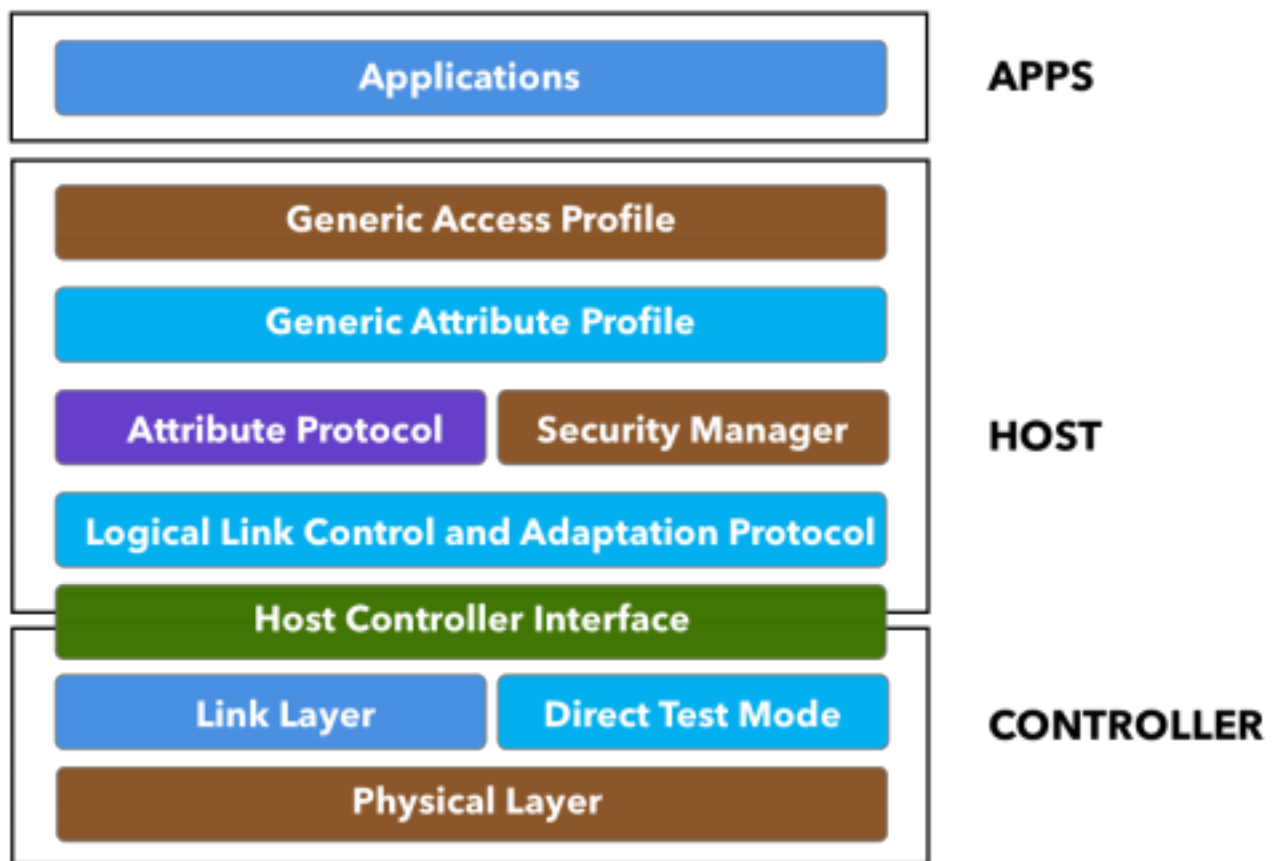 Applications
APPS
Generic Access Profile
Generic Attribute Profile
Attribute Protocol
Security Manager
HOST
Logical Link Control and Adaptation Protocol
Host Controller Interface
Link Layer
Direct Test Mode
CONTROLLER
Physical Layer